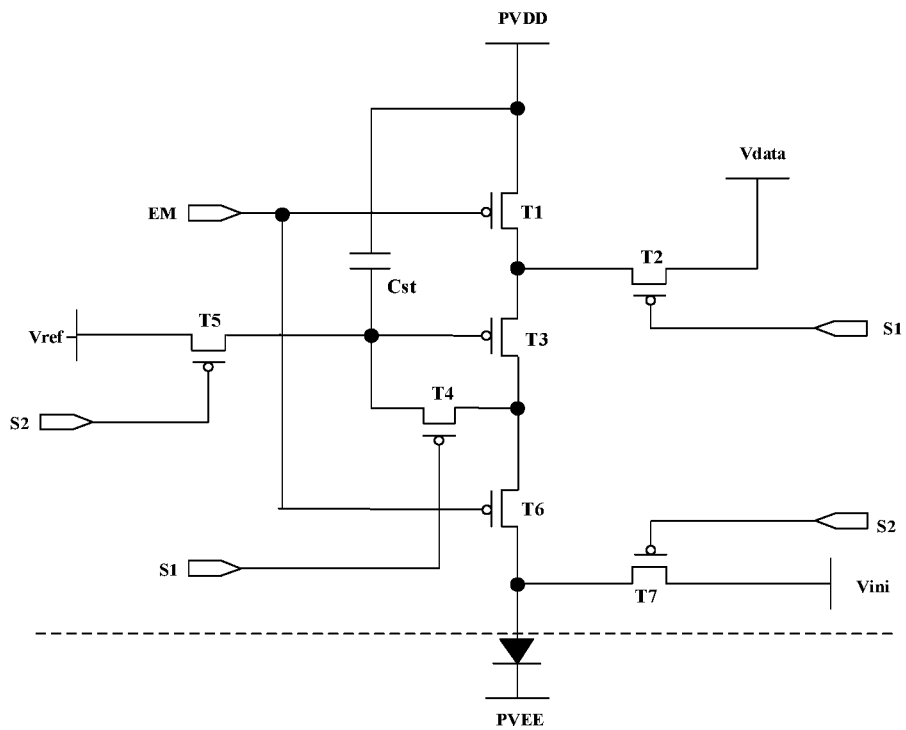 PVDD
Vdata
EM
T1
T2
Cst
T5
Vref
T3
S1
T4
S2
T6
S2
S1
T7
Vini
PVEE